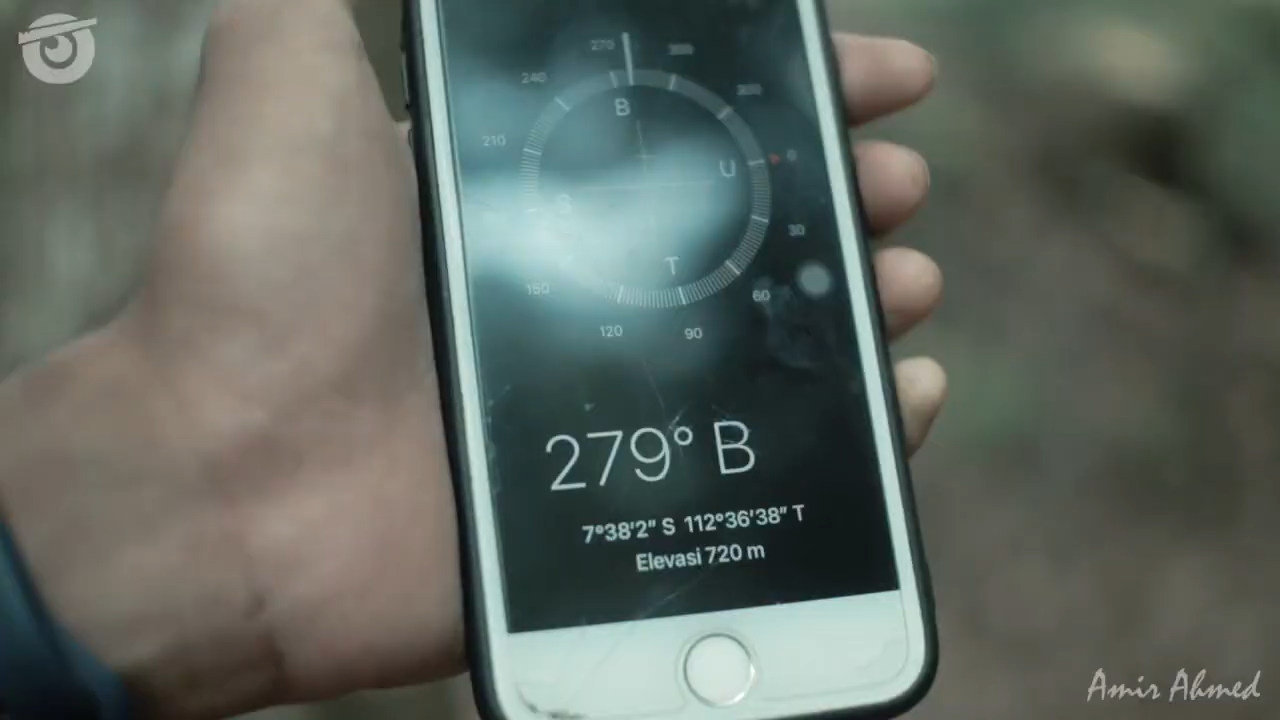 270 300
240 330
B
210 U 0
S
30
T
150 60
120 90
279° B
7°38'2" S 112°36'38" T
Elevasi 720 m
Amir Ahmed